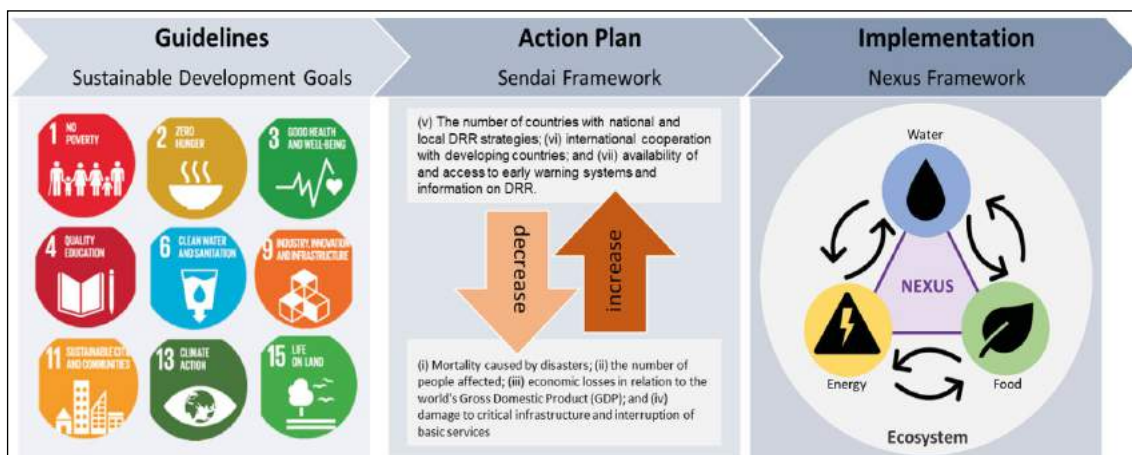 Guidelines
Sustainable Development Goals
1 NO
POVERTY
2 ZERO
HUNGER
3 GOOD HEALTH
AND WELL-BEING
4 QUALITY
EDUCATION
6 CLEAN WATER
AND SANITATION
9 INDUSTRY, INNOVATION
AND INFRASTRUCTURE
11 SUSTAINABLE CITIES
AND COMMUNITIES
13 CLIMATE
ACTION
15 LIFE
ON LAND
Action Plan
Sendai Framework
(v) The number of countries with national and
local DRR strategies; (vi) international cooperation
with developing countries; and (vii) availability of
and access to early warning systems and
information on DRR.
decrease
increase
(i) Mortality caused by disasters; (ii) the number of
people affected; (iii) economic losses in relation to the
world's Gross Domestic Product (GDP); and (iv)
damage to critical infrastructure and interruption of
basic services
Implementation
Nexus Framework
Water
NEXUS
Energy
Food
Ecosystem